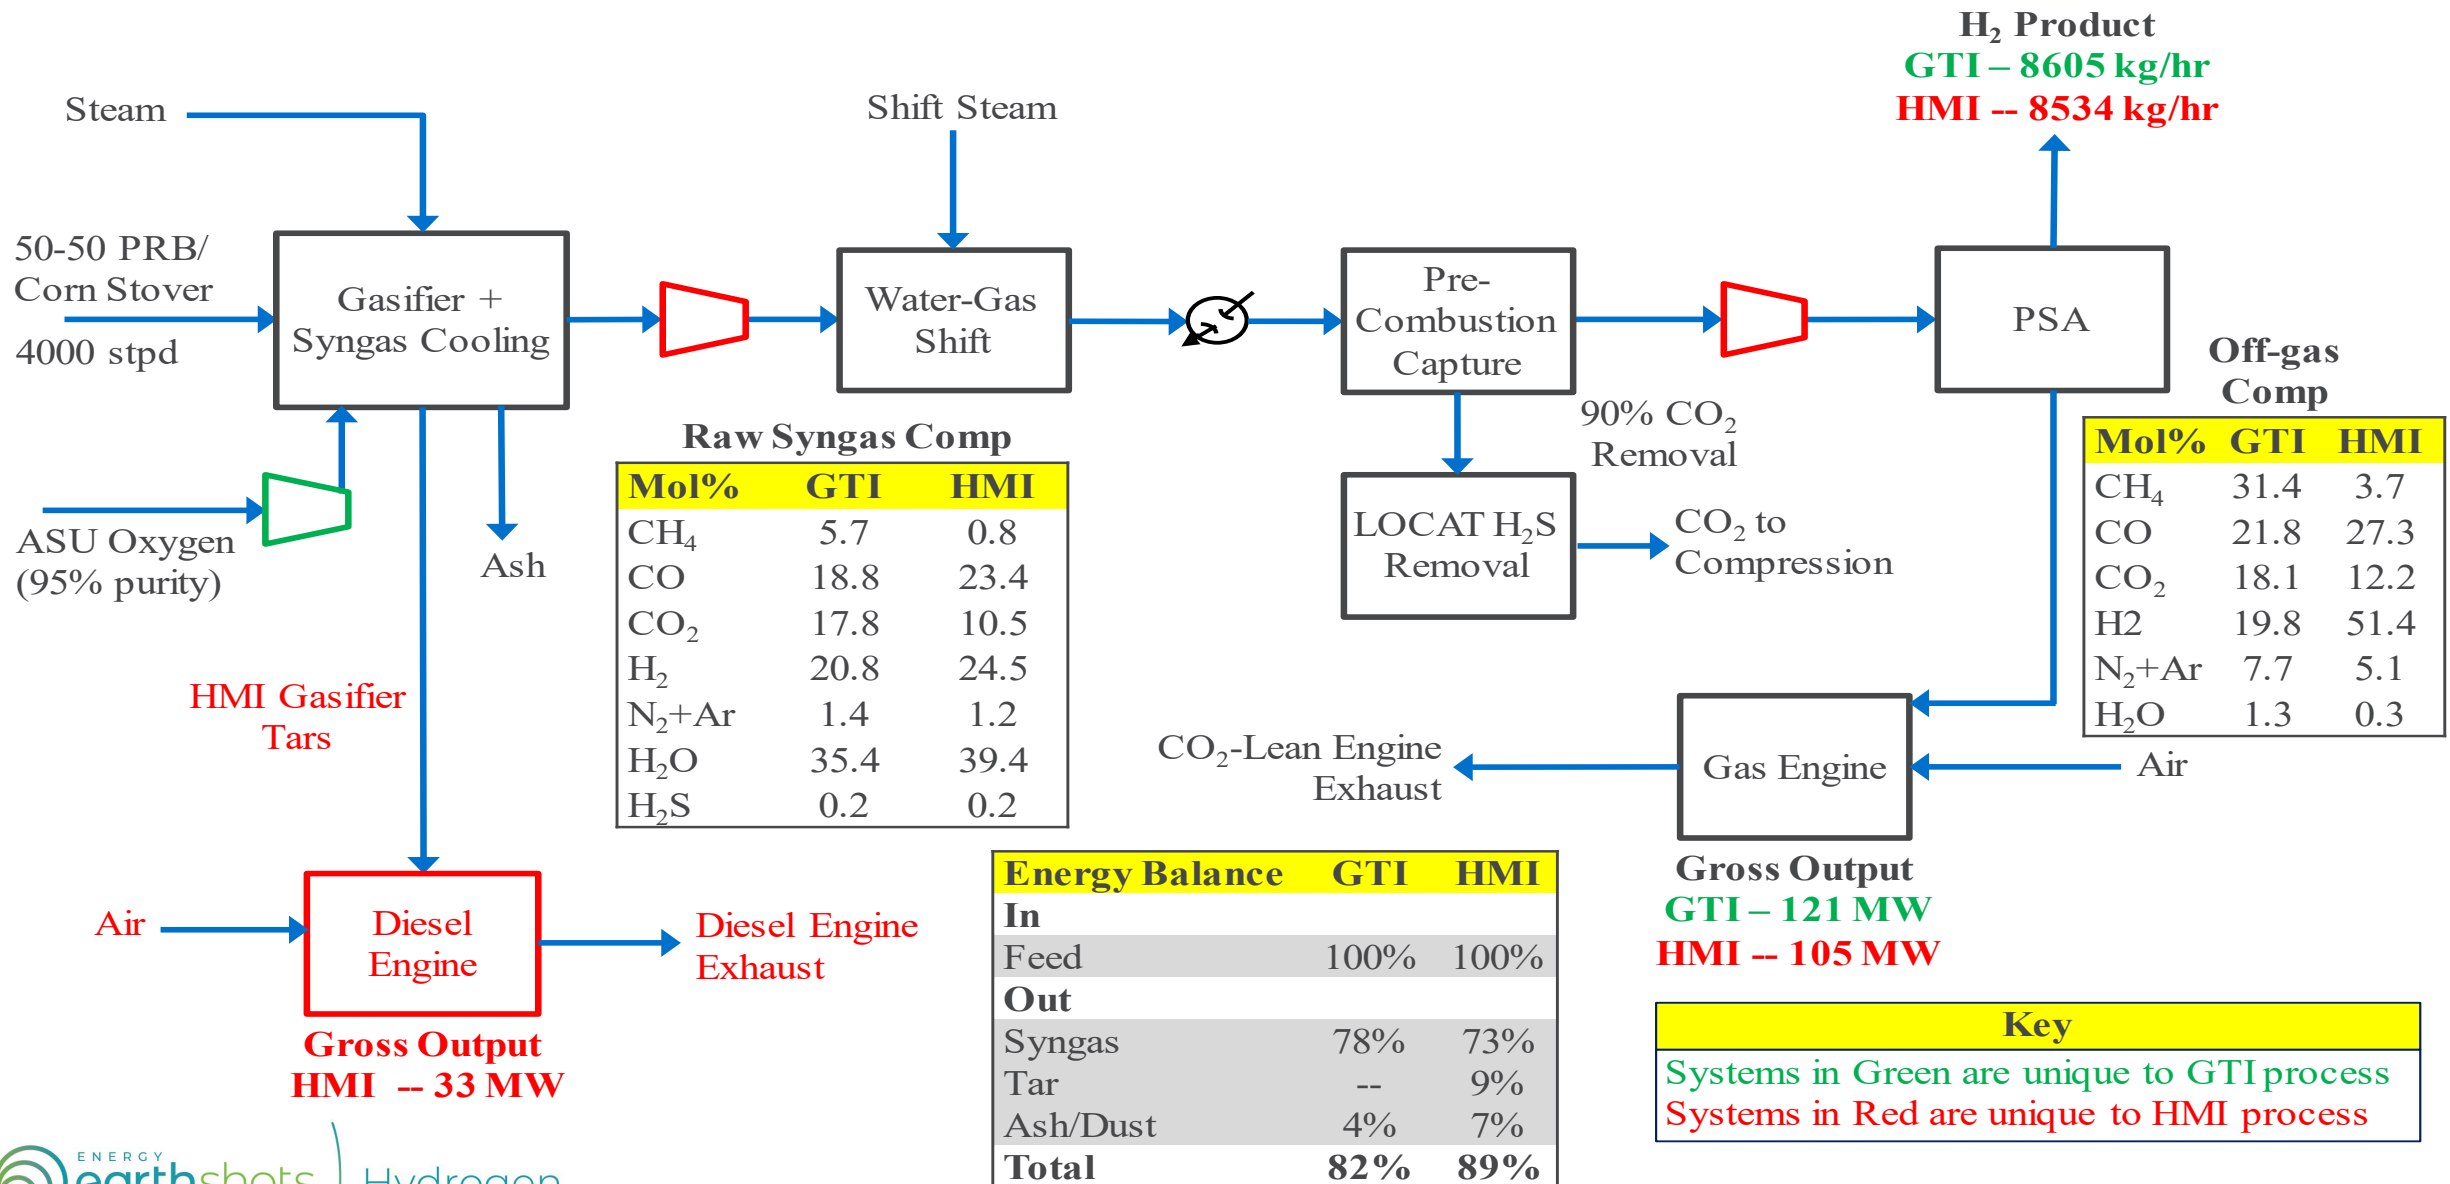 H₂ Product
GTI – 8605 kg/hr
HMI -- 8534 kg/hr
Steam
Shift Steam
50-50 PRB/
Corn Stover
4000 stpd
Gasifier +
Syngas Cooling
Water-Gas
Shift
Pre-
Combustion
Capture
PSA
Off-gas
Comp
Mol% GTI HMI
CH₄ 31.4 3.7
CO 21.8 27.3
CO₂ 18.1 12.2
H2 19.8 51.4
N₂+Ar 7.7 5.1
H₂O 1.3 0.3
90% CO₂
Removal
LOCAT H₂S
Removal
CO₂ to
Compression
ASU Oxygen
(95% purity)
Ash
Raw Syngas Comp
Mol% GTI HMI
CH₄ 5.7 0.8
CO 18.8 23.4
CO₂ 17.8 10.5
H₂ 20.8 24.5
N₂+Ar 1.4 1.2
H₂O 35.4 39.4
H₂S 0.2 0.2
HMI Gasifier
Tars
CO₂-Lean Engine
Exhaust
Gas Engine
Air
Gross Output
GTI – 121 MW
HMI -- 105 MW
Air
Diesel
Engine
Diesel Engine
Exhaust
Gross Output
HMI -- 33 MW
Energy Balance GTI HMI
In
Feed 100% 100%
Out
Syngas 78% 73%
Tar -- 9%
Ash/Dust 4% 7%
Total 82% 89%
Key
Systems in Green are unique to GTI process
Systems in Red are unique to HMI process
ENERGY
earthshots
Hydrogen